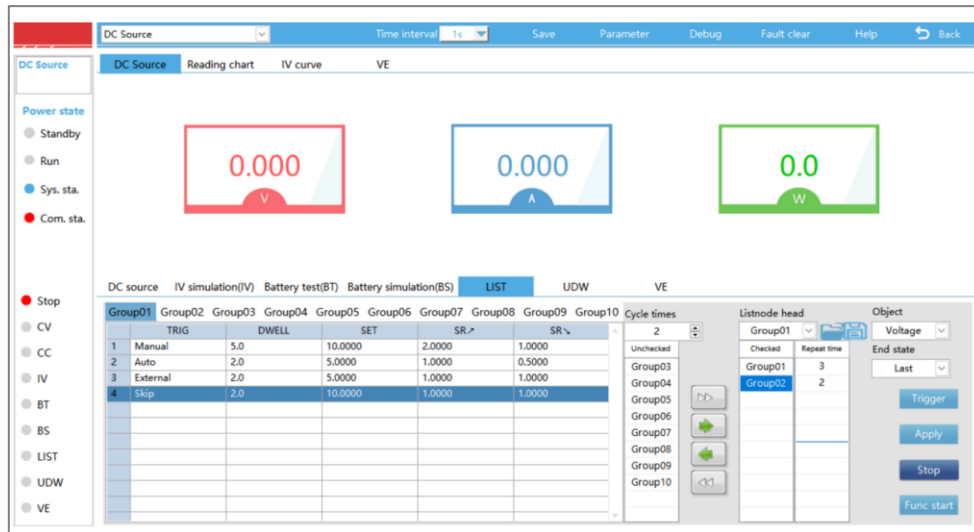 DC Source Time interval 1s Save Parameter Debug Fault clear Help Back
DC Source
DC Source Reading chart IV curve VE
Power state
Standby
Run
Sys. sta.
Com. sta.
0.000
V
0.000
A
0.0
W
DC source IV simulation(IV) Battery test(BT) Battery simulation(BS) LIST UDW VE
Stop
CV
CC
IV
BT
BS
LIST
UDW
VE
Group01 Group02 Group03 Group04 Group05 Group06 Group07 Group08 Group09 Group10
TRIG DWELL SET SR↗ SR↘
1 Manual 5.0 10.0000 2.0000 1.0000
2 Auto 2.0 5.0000 1.0000 0.5000
3 External 2.0 5.0000 1.0000 1.0000
4 Skip 2.0 10.0000 1.0000 1.0000
Cycle times
2
Unchecked
Group03
Group04
Group05
Group06
Group07
Group08
Group09
Group10
Listnode head
Group01
Checked Repeat time
Group01 3
Group02 2
Object
Voltage
End state
Last
Trigger
Apply
Stop
Func start